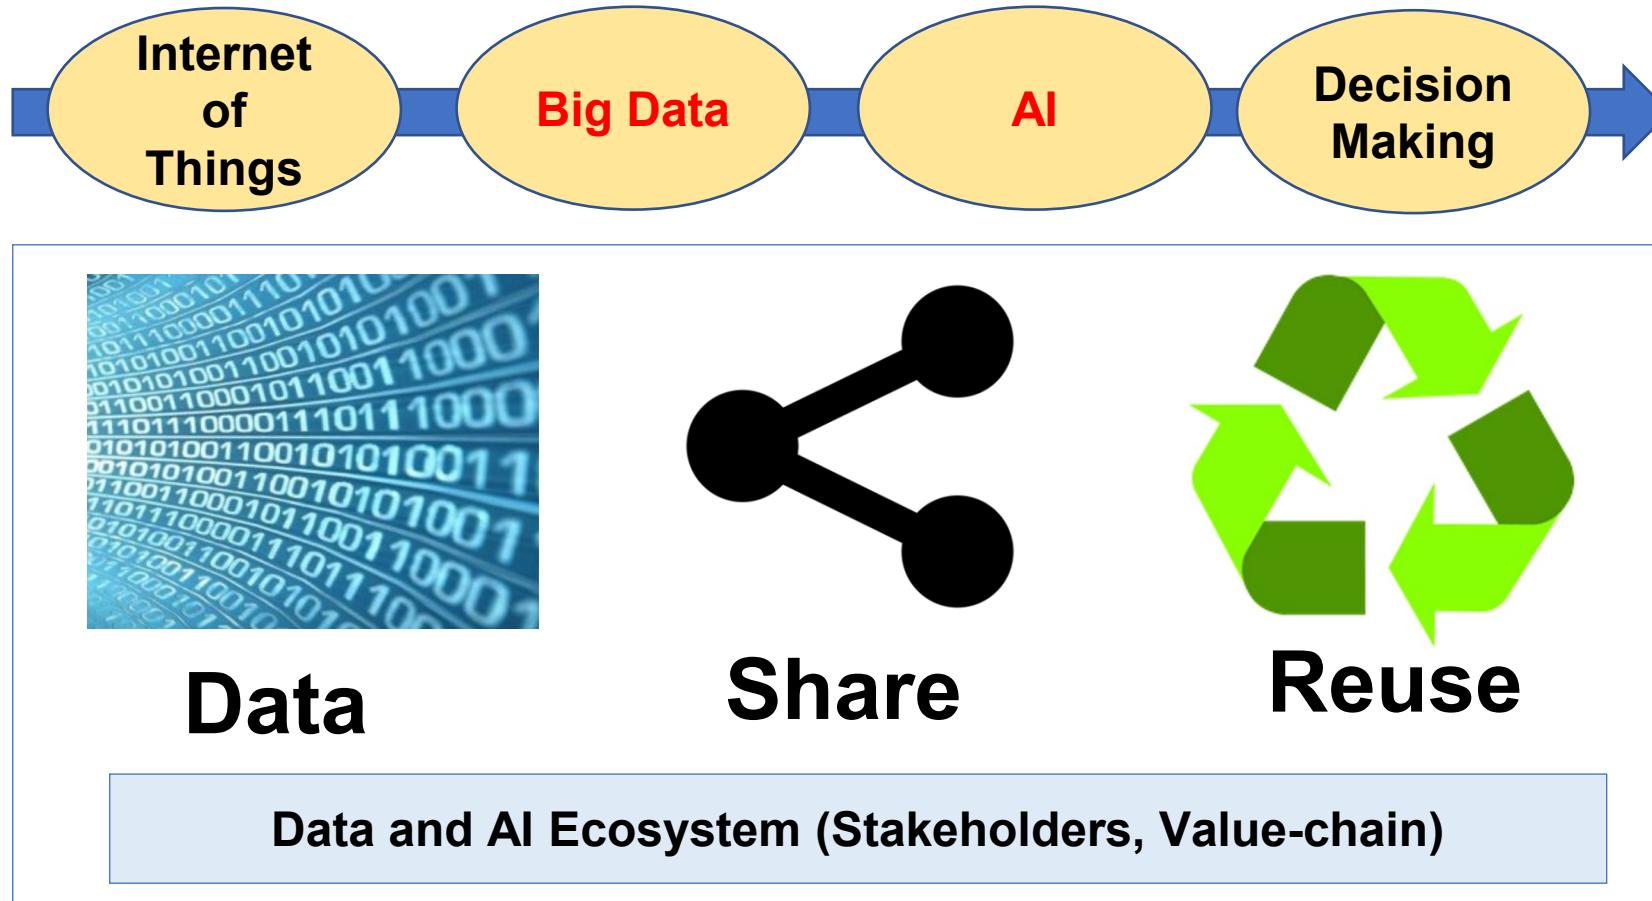 Internet
of
Things
Big Data
AI
Decision
Making
Data
Share
Reuse
Data and AI Ecosystem (Stakeholders, Value-chain)